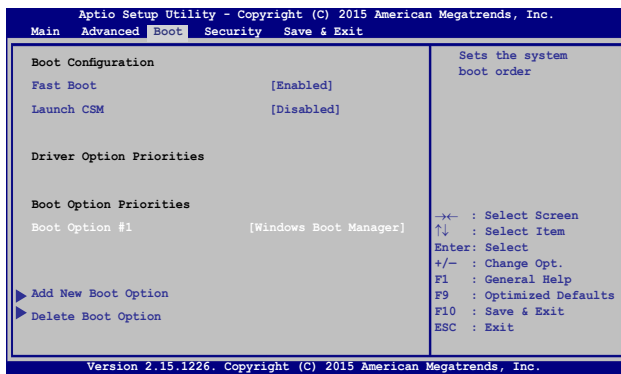 Aptio Setup Utility - Copyright (C) 2015 American Megatrends, Inc.
Main Advanced Boot Security Save & Exit
Boot Configuration
Fast Boot [Enabled]
Launch CSM [Disabled]
Driver Option Priorities
Boot Option Priorities
Boot Option #1 [Windows Boot Manager]
Add New Boot Option
Delete Boot Option
Sets the system
boot order
→← : Select Screen
↑↓ : Select Item
Enter: Select
+/— : Change Opt.
F1 : General Help
F9 : Optimized Defaults
F10 : Save & Exit
ESC : Exit
Version 2.15.1226. Copyright (C) 2015 American Megatrends, Inc.